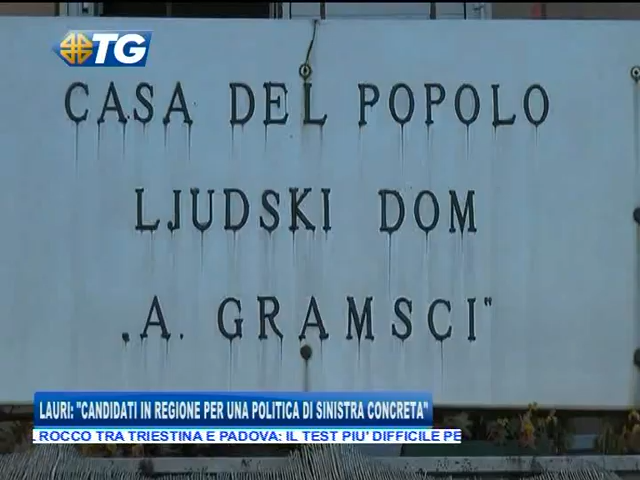 TG
CASA DEL POPOLO
LJUDSKI DOM
"A. GRAMSCI"
LAURI: "CANDIDATI IN REGIONE PER UNA POLITICA DI SINISTRA CONCRETA"
ROCCO TRA TRIESTINA E PADOVA: IL TEST PIU' DIFFICILE PE